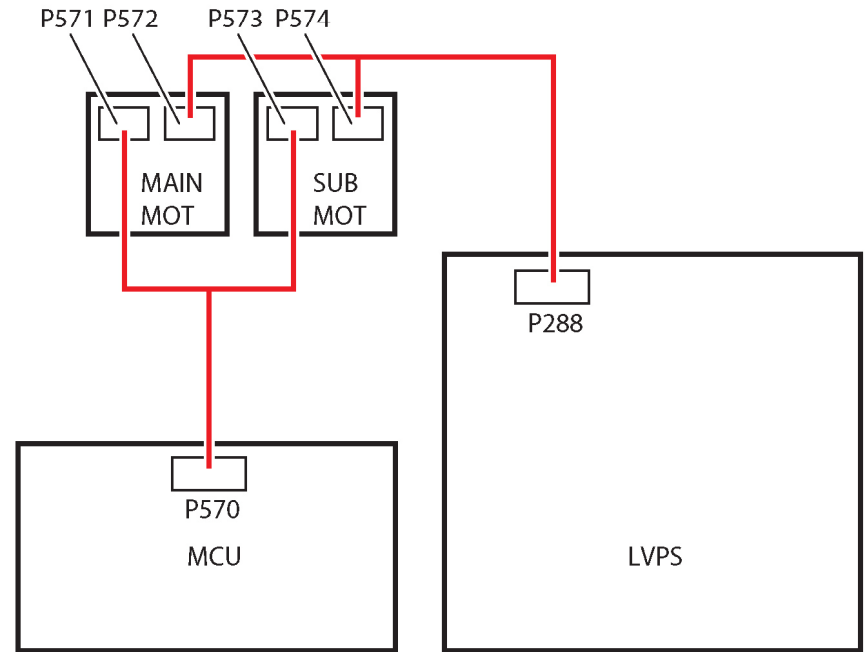 P571 P572 P573 P574
MAIN
MOT
SUB
MOT
P288
P570
MCU
LVPS